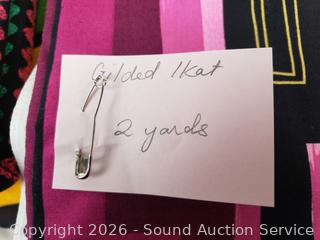 Gilded Ikat
2 yards
Copyright 2026 - Sound Auction Service